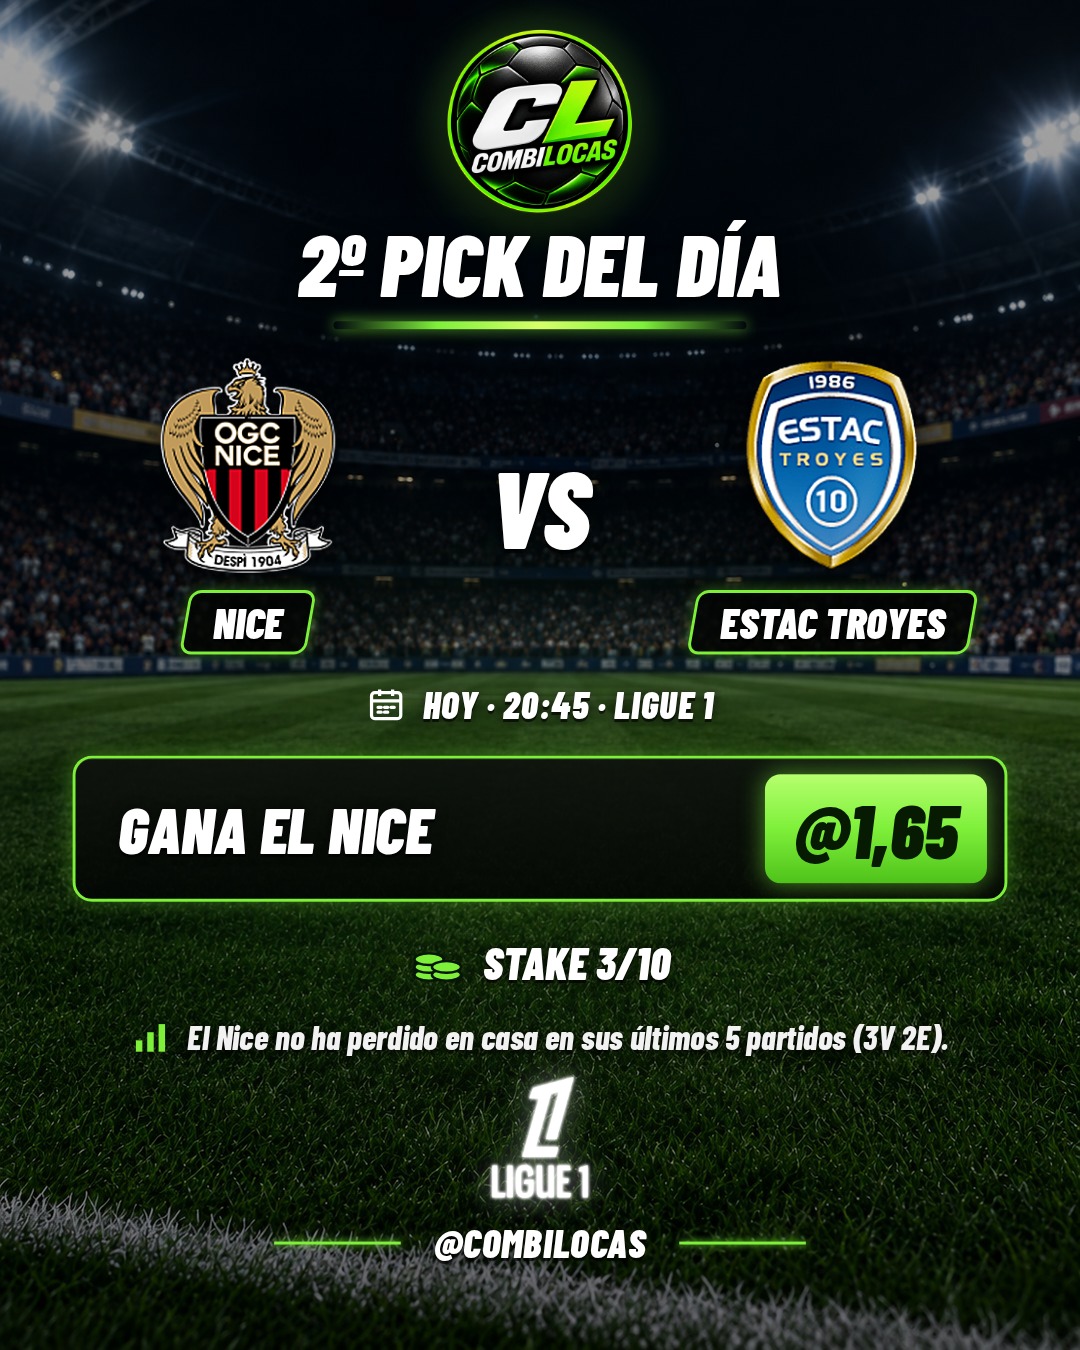 CL
COMBILOCAS
2º PICK DEL DÍA
OGC
NICE
DESPÌ 1904
VS
1986
ESTAC
TROYES
10
NICE
ESTAC TROYES
HOY · 20:45 · LIGUE 1
GANA EL NICE
@1,65
STAKE 3/10
El Nice no ha perdido en casa en sus últimos 5 partidos (3V 2E).
LIGUE 1
@COMBILOCAS